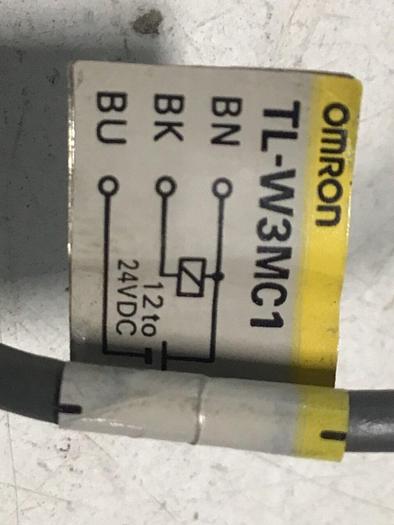 OMRON
TL-W3MC1
BN
BK
BU
12 to
24VDC